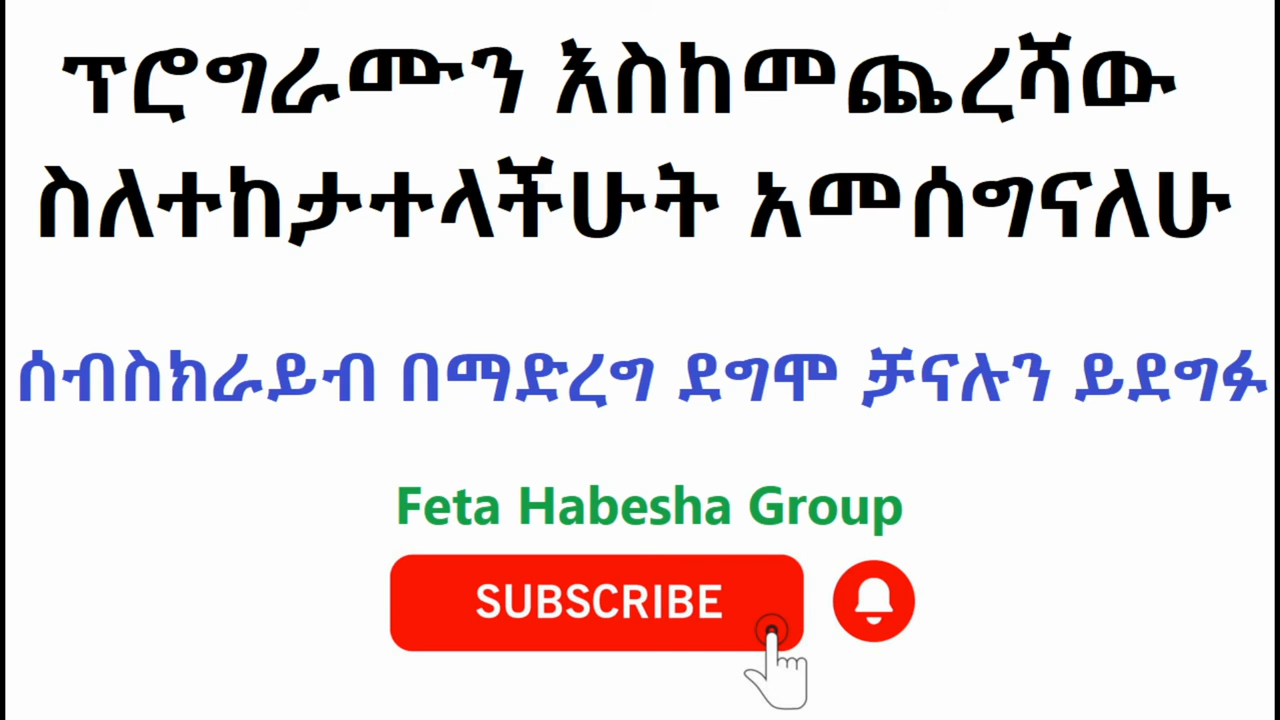 ፕሮግራሙን እስከመጨረሻው
ስለተከታተላችሁት አመሰግናለሁ
ሰብስክራይብ በማድረግ ደግሞ ቻናሉን ይደግፉ
Feta Habesha Group
SUBSCRIBE